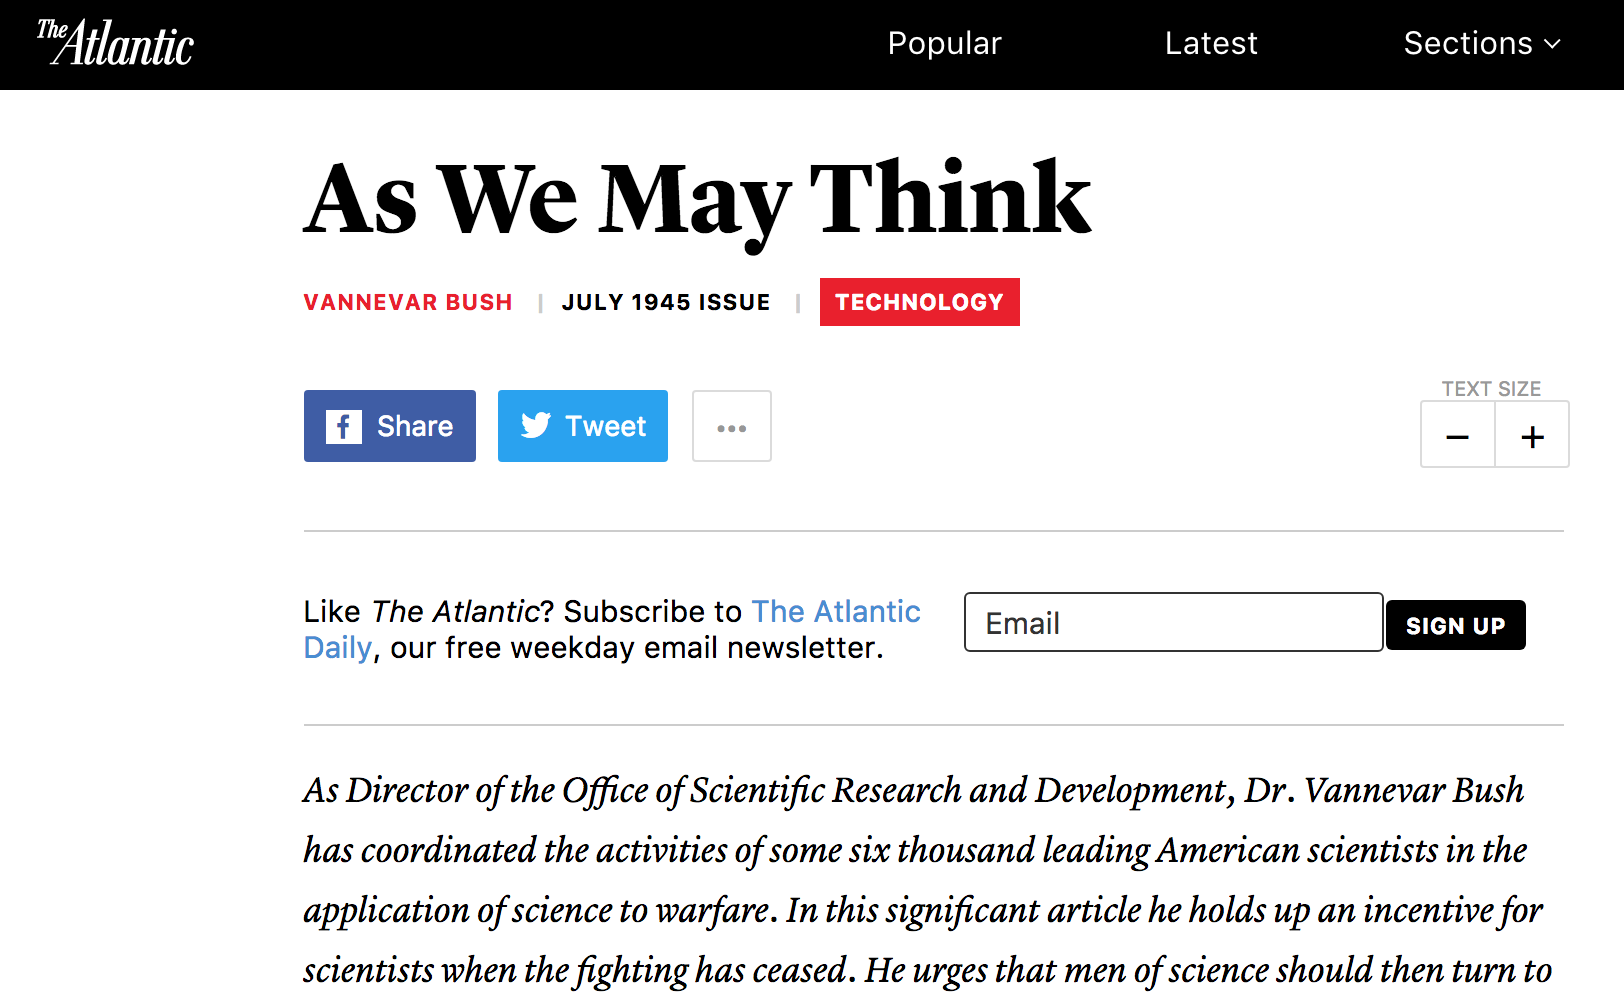 The Atlantic
Popular
Latest
Sections
As We May Think
VANNEVAR BUSH | JULY 1945 ISSUE | TECHNOLOGY
Share
Tweet
...
TEXT SIZE
− +
Like The Atlantic? Subscribe to The Atlantic
Daily, our free weekday email newsletter.
Email
SIGN UP
As Director of the Office of Scientific Research and Development, Dr. Vannevar Bush
has coordinated the activities of some six thousand leading American scientists in the
application of science to warfare. In this significant article he holds up an incentive for
scientists when the fighting has ceased. He urges that men of science should then turn to